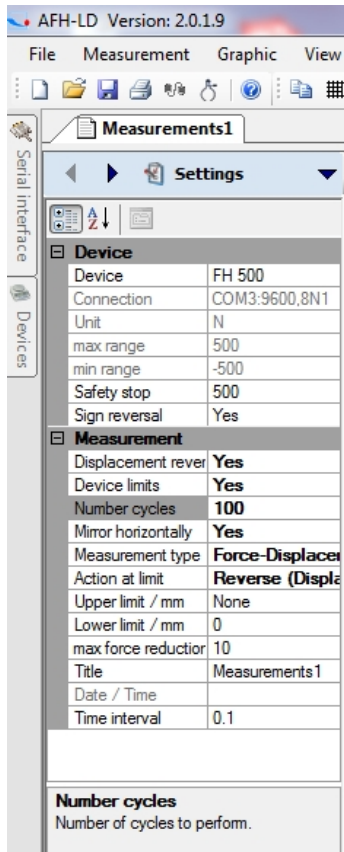 AFH-LD Version: 2.0.1.9
File Measurement Graphic View
Measurements1
Serial interface
Devices
Settings
Device
Device FH 500
Connection COM3:9600,8N1
Unit N
max range 500
min range -500
Safety stop 500
Sign reversal Yes
Measurement
Displacement rever Yes
Device limits Yes
Number cycles 100
Mirror horizontally Yes
Measurement type Force-Displacer
Action at limit Reverse (Displa
Upper limit / mm None
Lower limit / mm 0
max force reduction 10
Title Measurements1
Date / Time
Time interval 0.1
Number cycles
Number of cycles to perform.